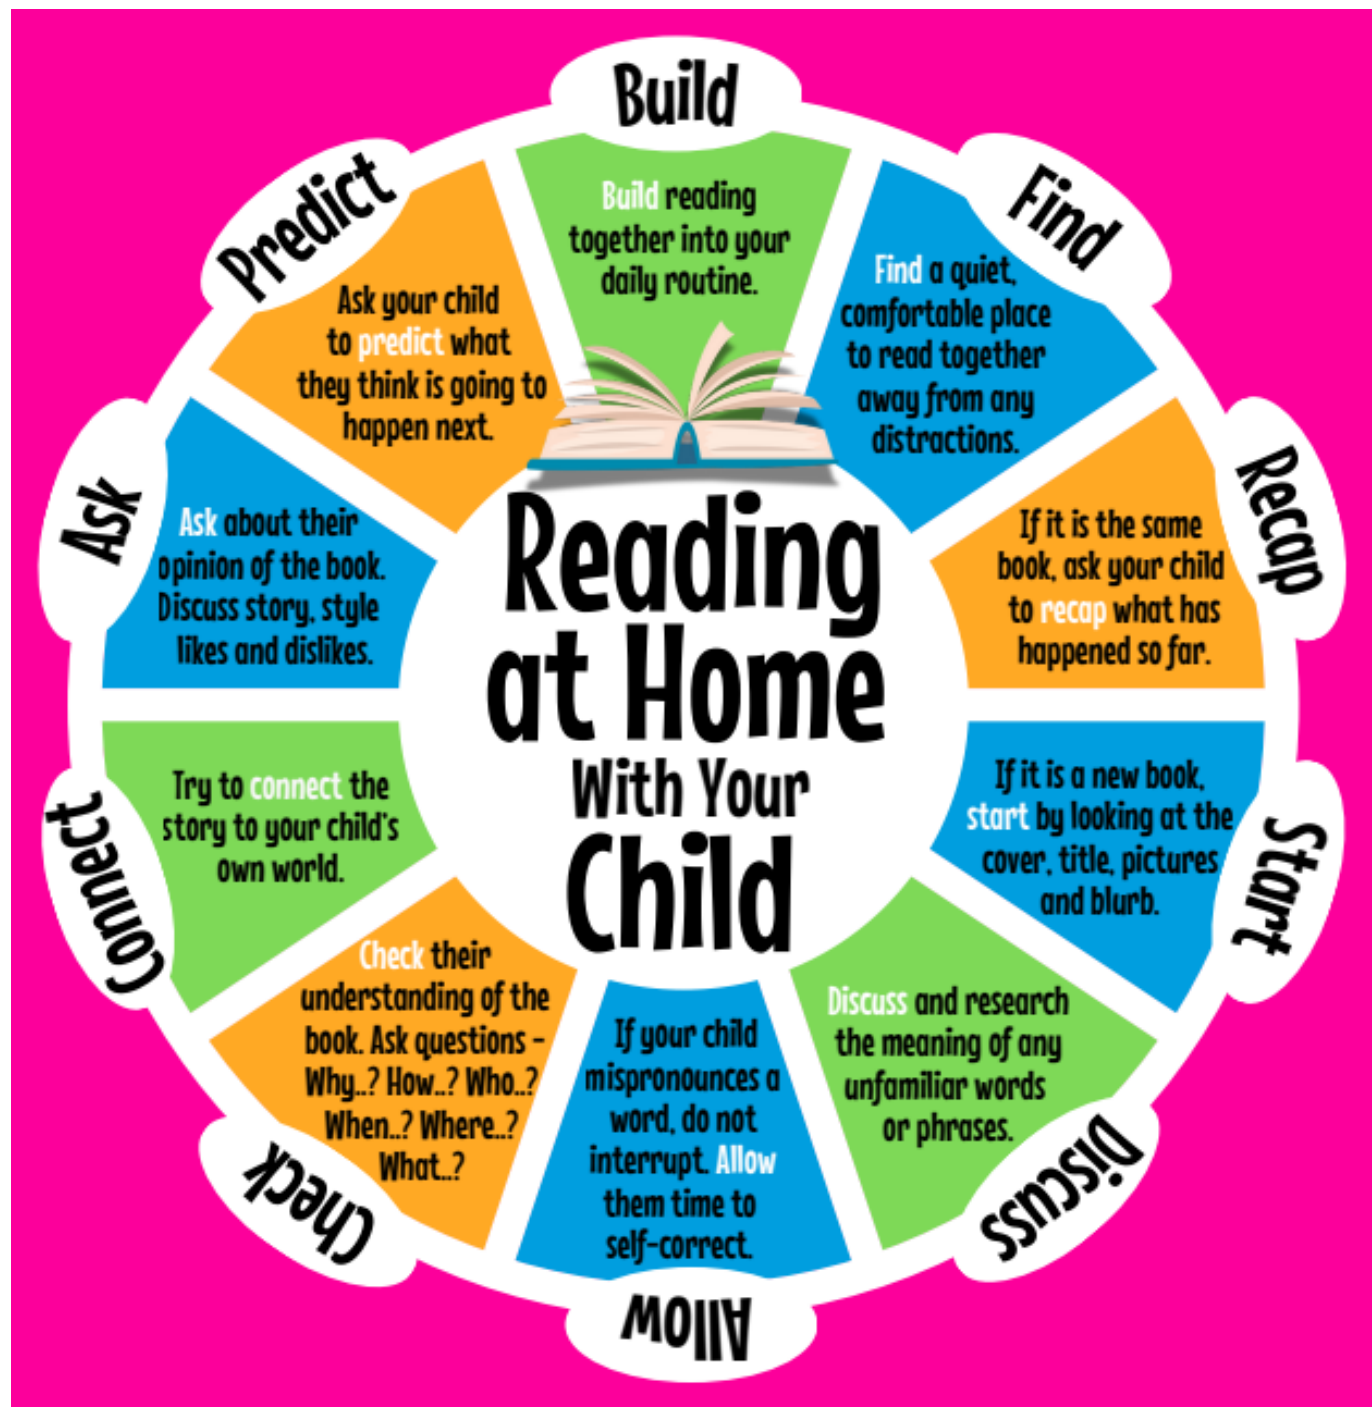 Build
Build reading
together into your
daily routine.
Find
Find a quiet,
comfortable place
to read together
away from any
distractions.
Recap
If it is the same
book, ask your child
to recap what has
happened so far.
Start
If it is a new book,
start by looking at the
cover, title, pictures
and blurb.
Discuss
Discuss and research
the meaning of any
unfamiliar words
or phrases.
Allow
If your child
mispronounces a
word, do not
interrupt. Allow
them time to
self-correct.
Check
Check their
understanding of the
book. Ask questions –
Why..? How..? Who..?
When..? Where..?
What..?
Connect
Try to connect the
story to your child's
own world.
Ask
Ask about their
opinion of the book.
Discuss story, style
likes and dislikes.
Predict
Ask your child
to predict what
they think is going to
happen next.
Reading
at Home
With Your
Child